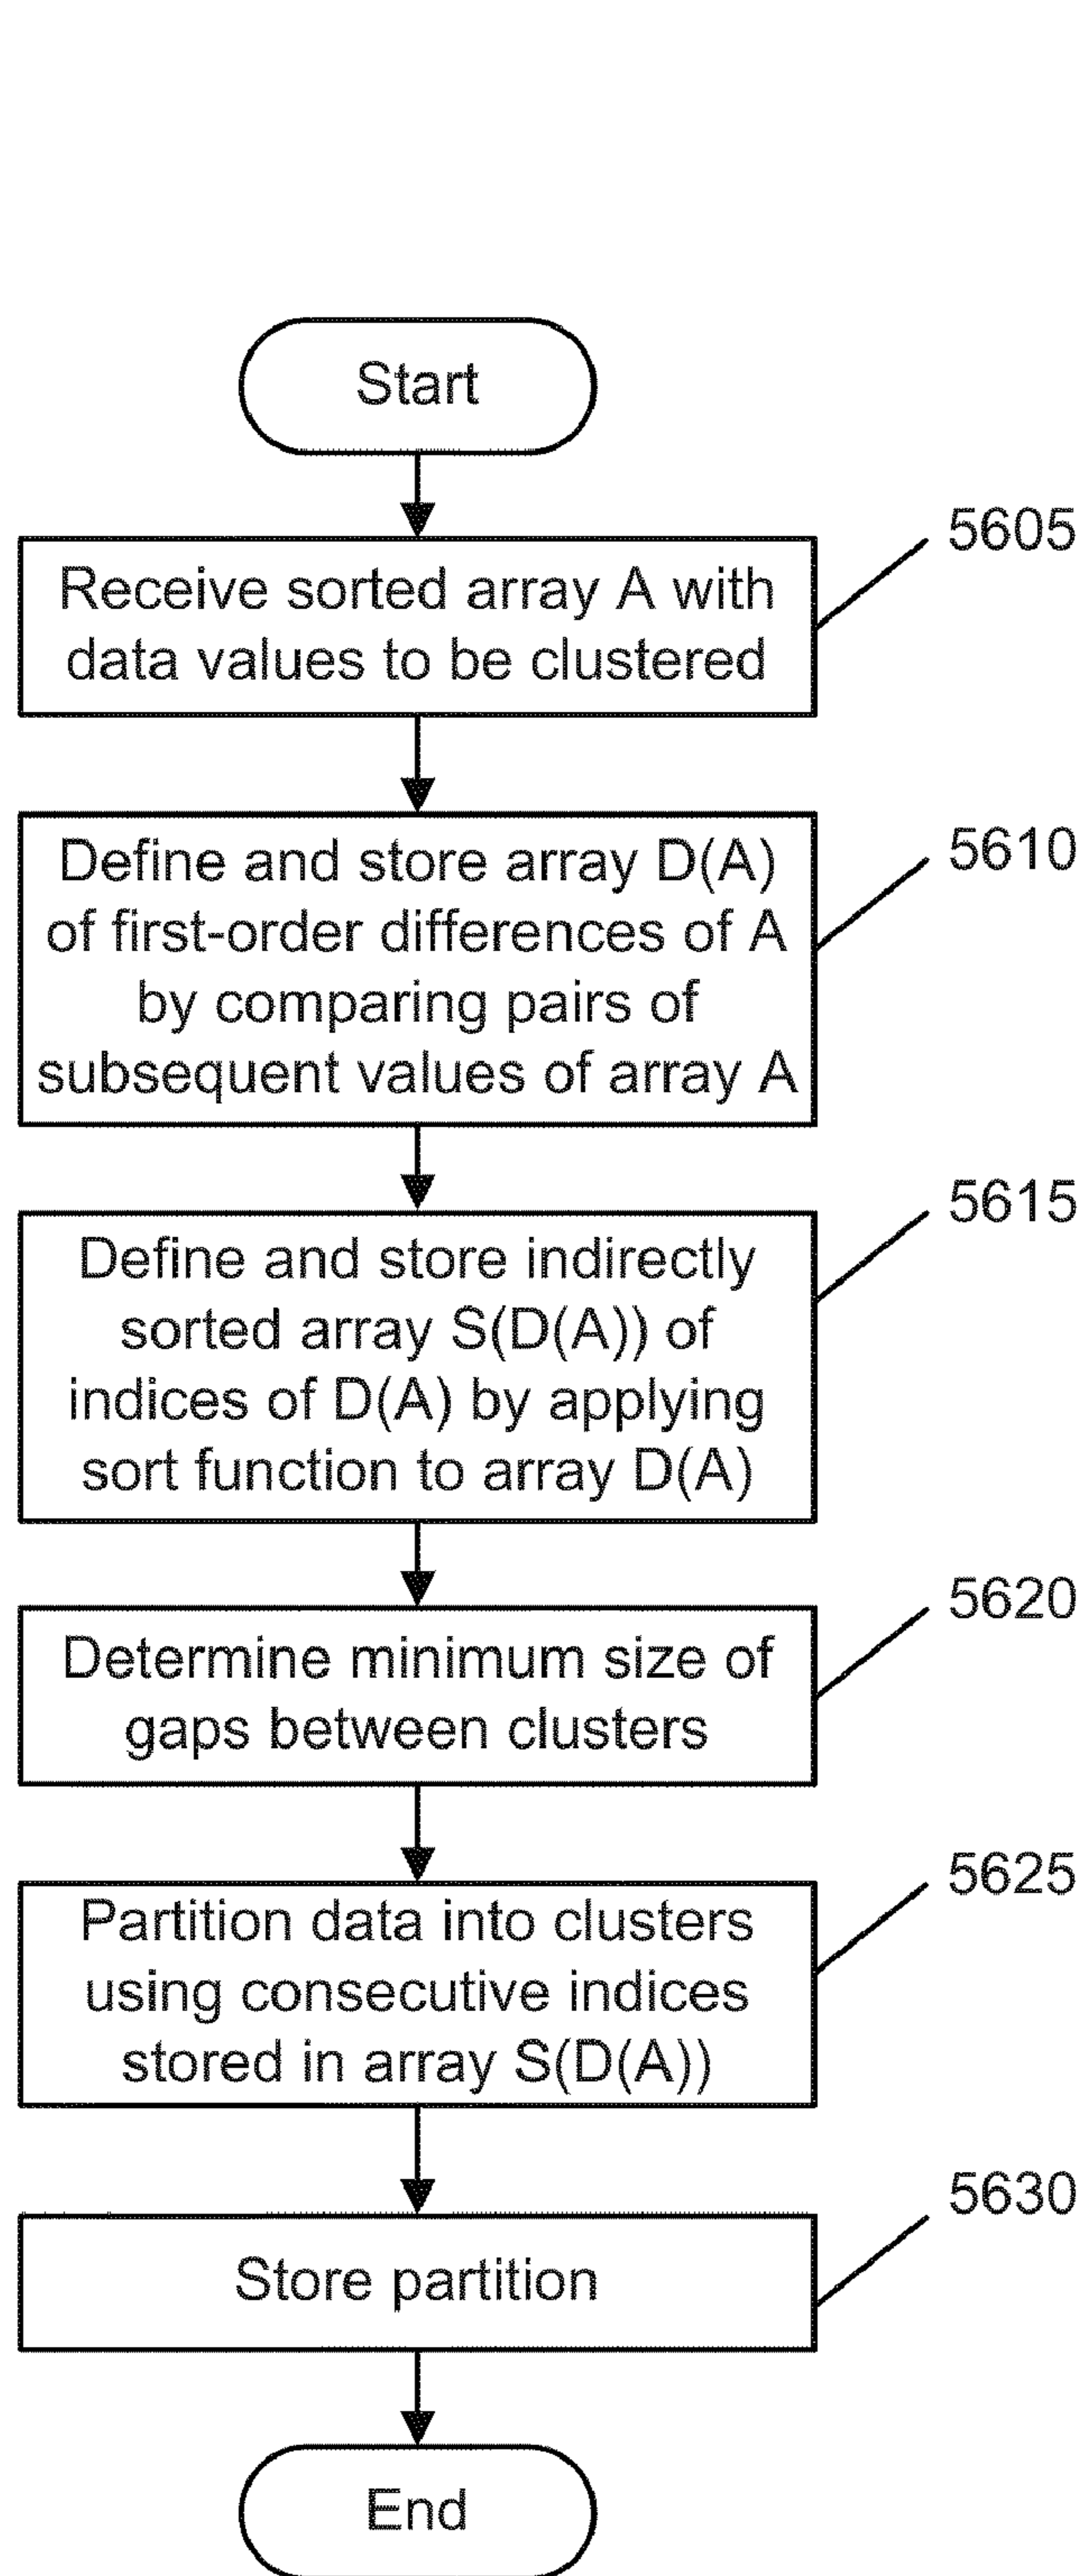 Start
5605
Receive sorted array A with
data values to be clustered
5610
Define and store array D(A)
of first-order differences of A
by comparing pairs of
subsequent values of array A
5615
Define and store indirectly
sorted array S(D(A)) of
indices of D(A) by applying
sort function to array D(A)
5620
Determine minimum size of
gaps between clusters
5625
Partition data into clusters
using consecutive indices
stored in array S(D(A))
5630
Store partition
End